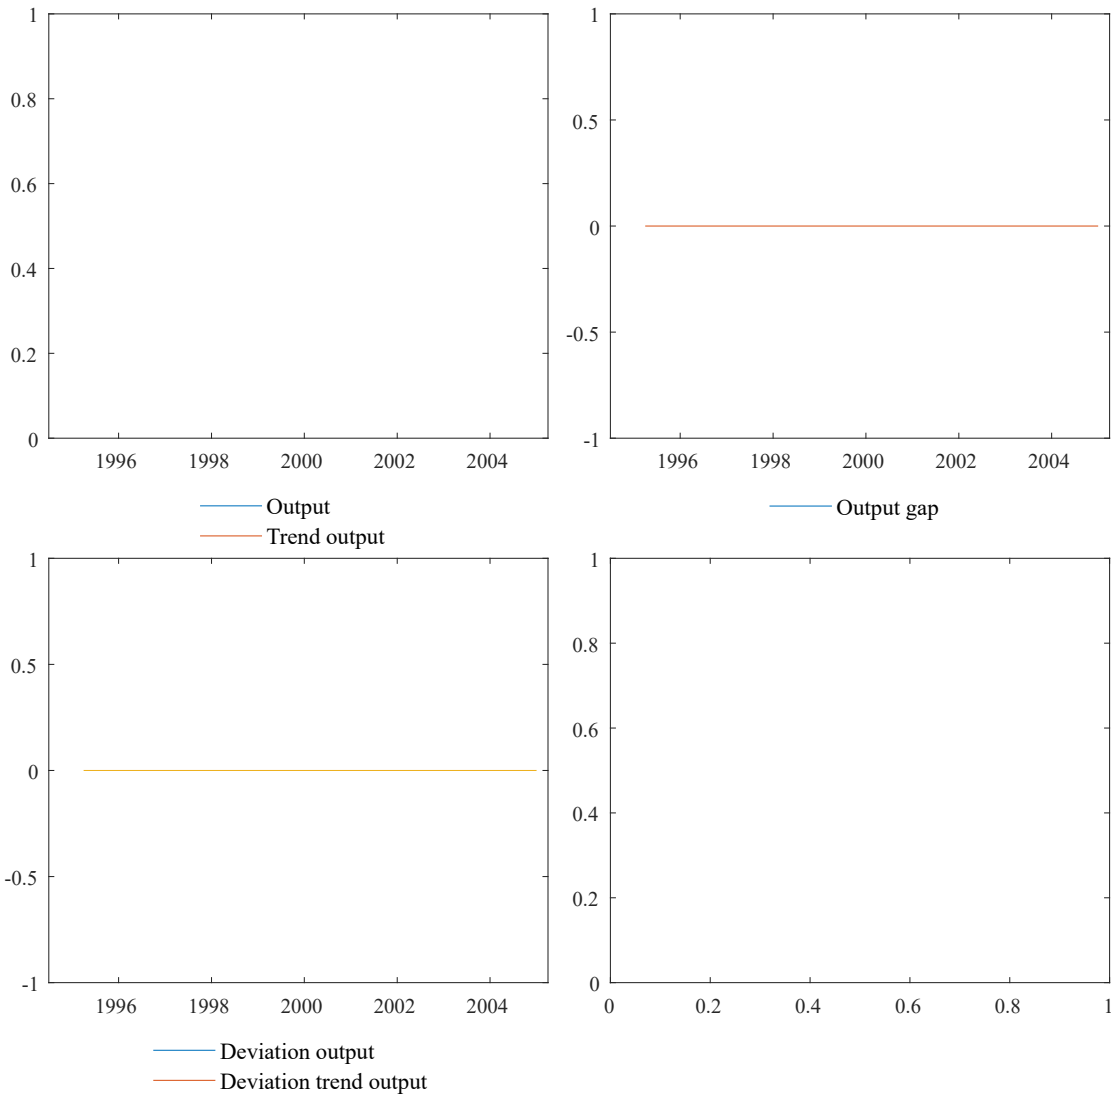 1
0.8
0.6
0.4
0.2
0
1996 1998 2000 2002 2004
Output
Trend output
1
0.5
0
-0.5
-1
1996 1998 2000 2002 2004
Output gap
1
0.5
0
-0.5
-1
1996 1998 2000 2002 2004
Deviation output
Deviation trend output
1
0.8
0.6
0.4
0.2
0
0 0.2 0.4 0.6 0.8 1